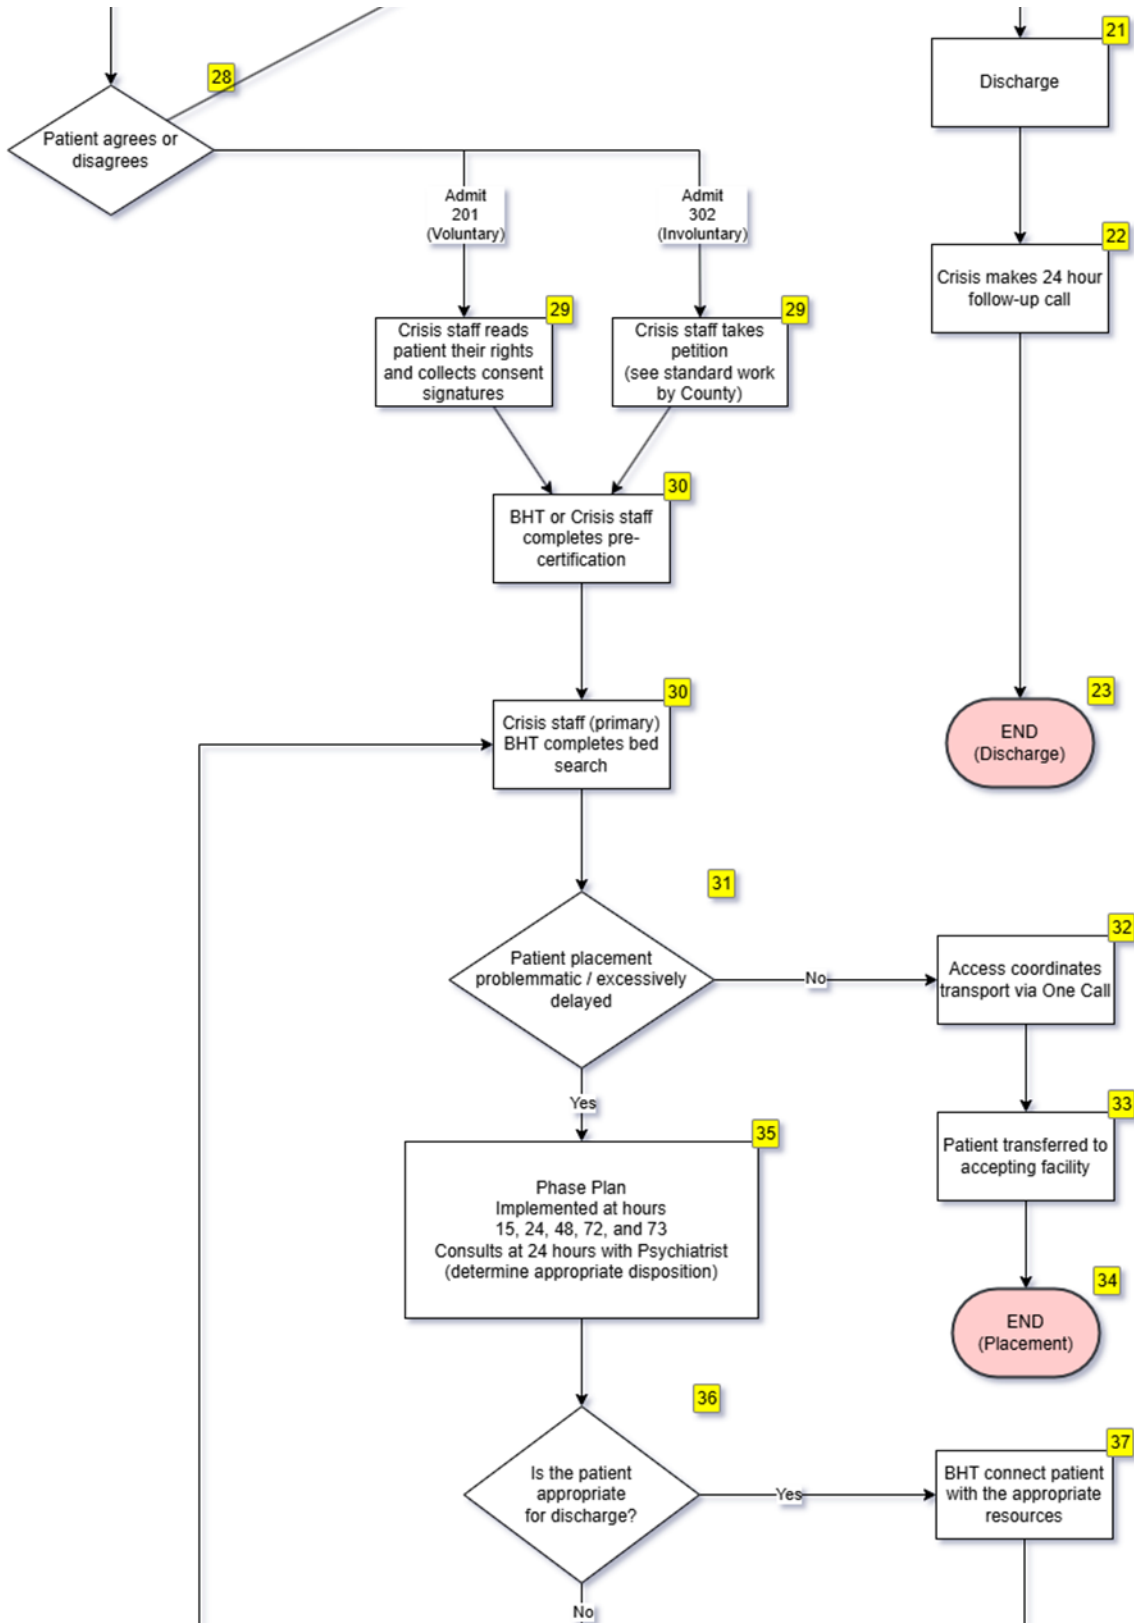 21
Discharge
28
Patient agrees or
disagrees
Admit
201
(Voluntary)
Admit
302
(Involuntary)
22
Crisis makes 24 hour
follow-up call
29
Crisis staff reads
patient their rights
and collects consent
signatures
29
Crisis staff takes
petition
(see standard work
by County)
30
BHT or Crisis staff
completes pre-
certification
30
Crisis staff (primary)
BHT completes bed
search
23
END
(Discharge)
31
Patient placement
problemmatic / excessively
delayed
No
32
Access coordinates
transport via One Call
Yes
33
Patient transferred to
accepting facility
35
Phase Plan
Implemented at hours
15, 24, 48, 72, and 73
Consults at 24 hours with Psychiatrist
(determine appropriate disposition)
34
END
(Placement)
36
Is the patient
appropriate
for discharge?
Yes
37
BHT connect patient
with the appropriate
resources
No